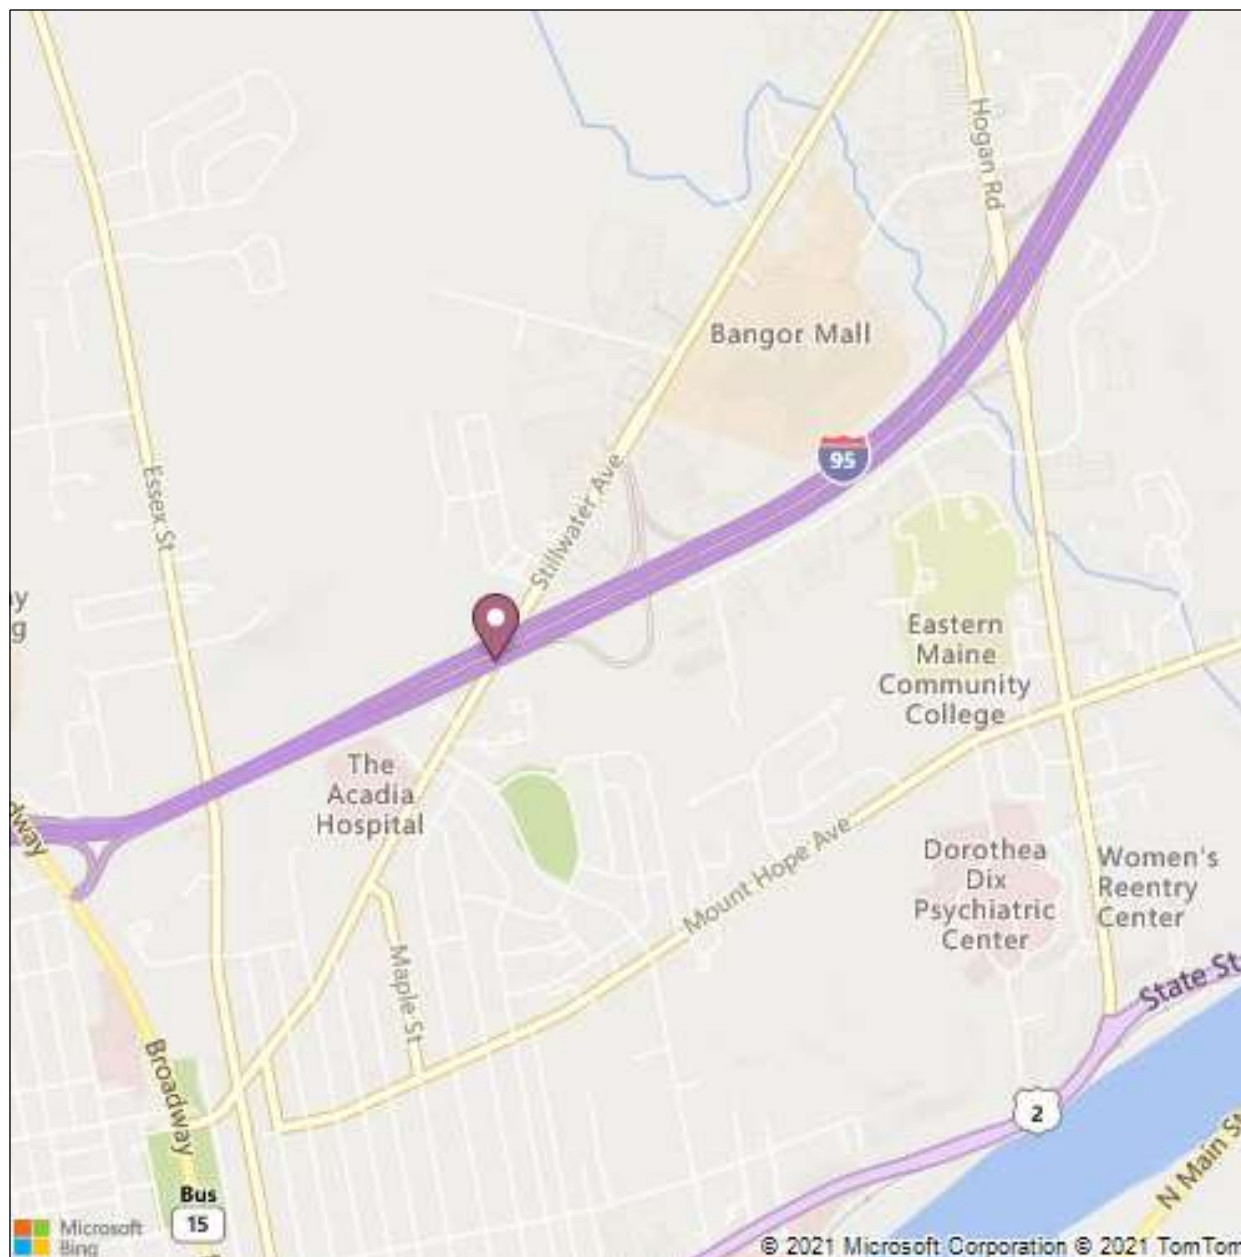 Hogan Rd
Bangor Mall
95
Essex St
Stillwater Ave
Eastern
Maine
Community
College
The
Acadia
Hospital
Mount Hope Ave
Dorothea
Dix
Psychiatric
Center
Women's
Reentry
Center
Maple St
State St
Broadway
2
N Main St
Bus
15
Microsoft
Bing
© 2021 Microsoft Corporation © 2021 TomTom